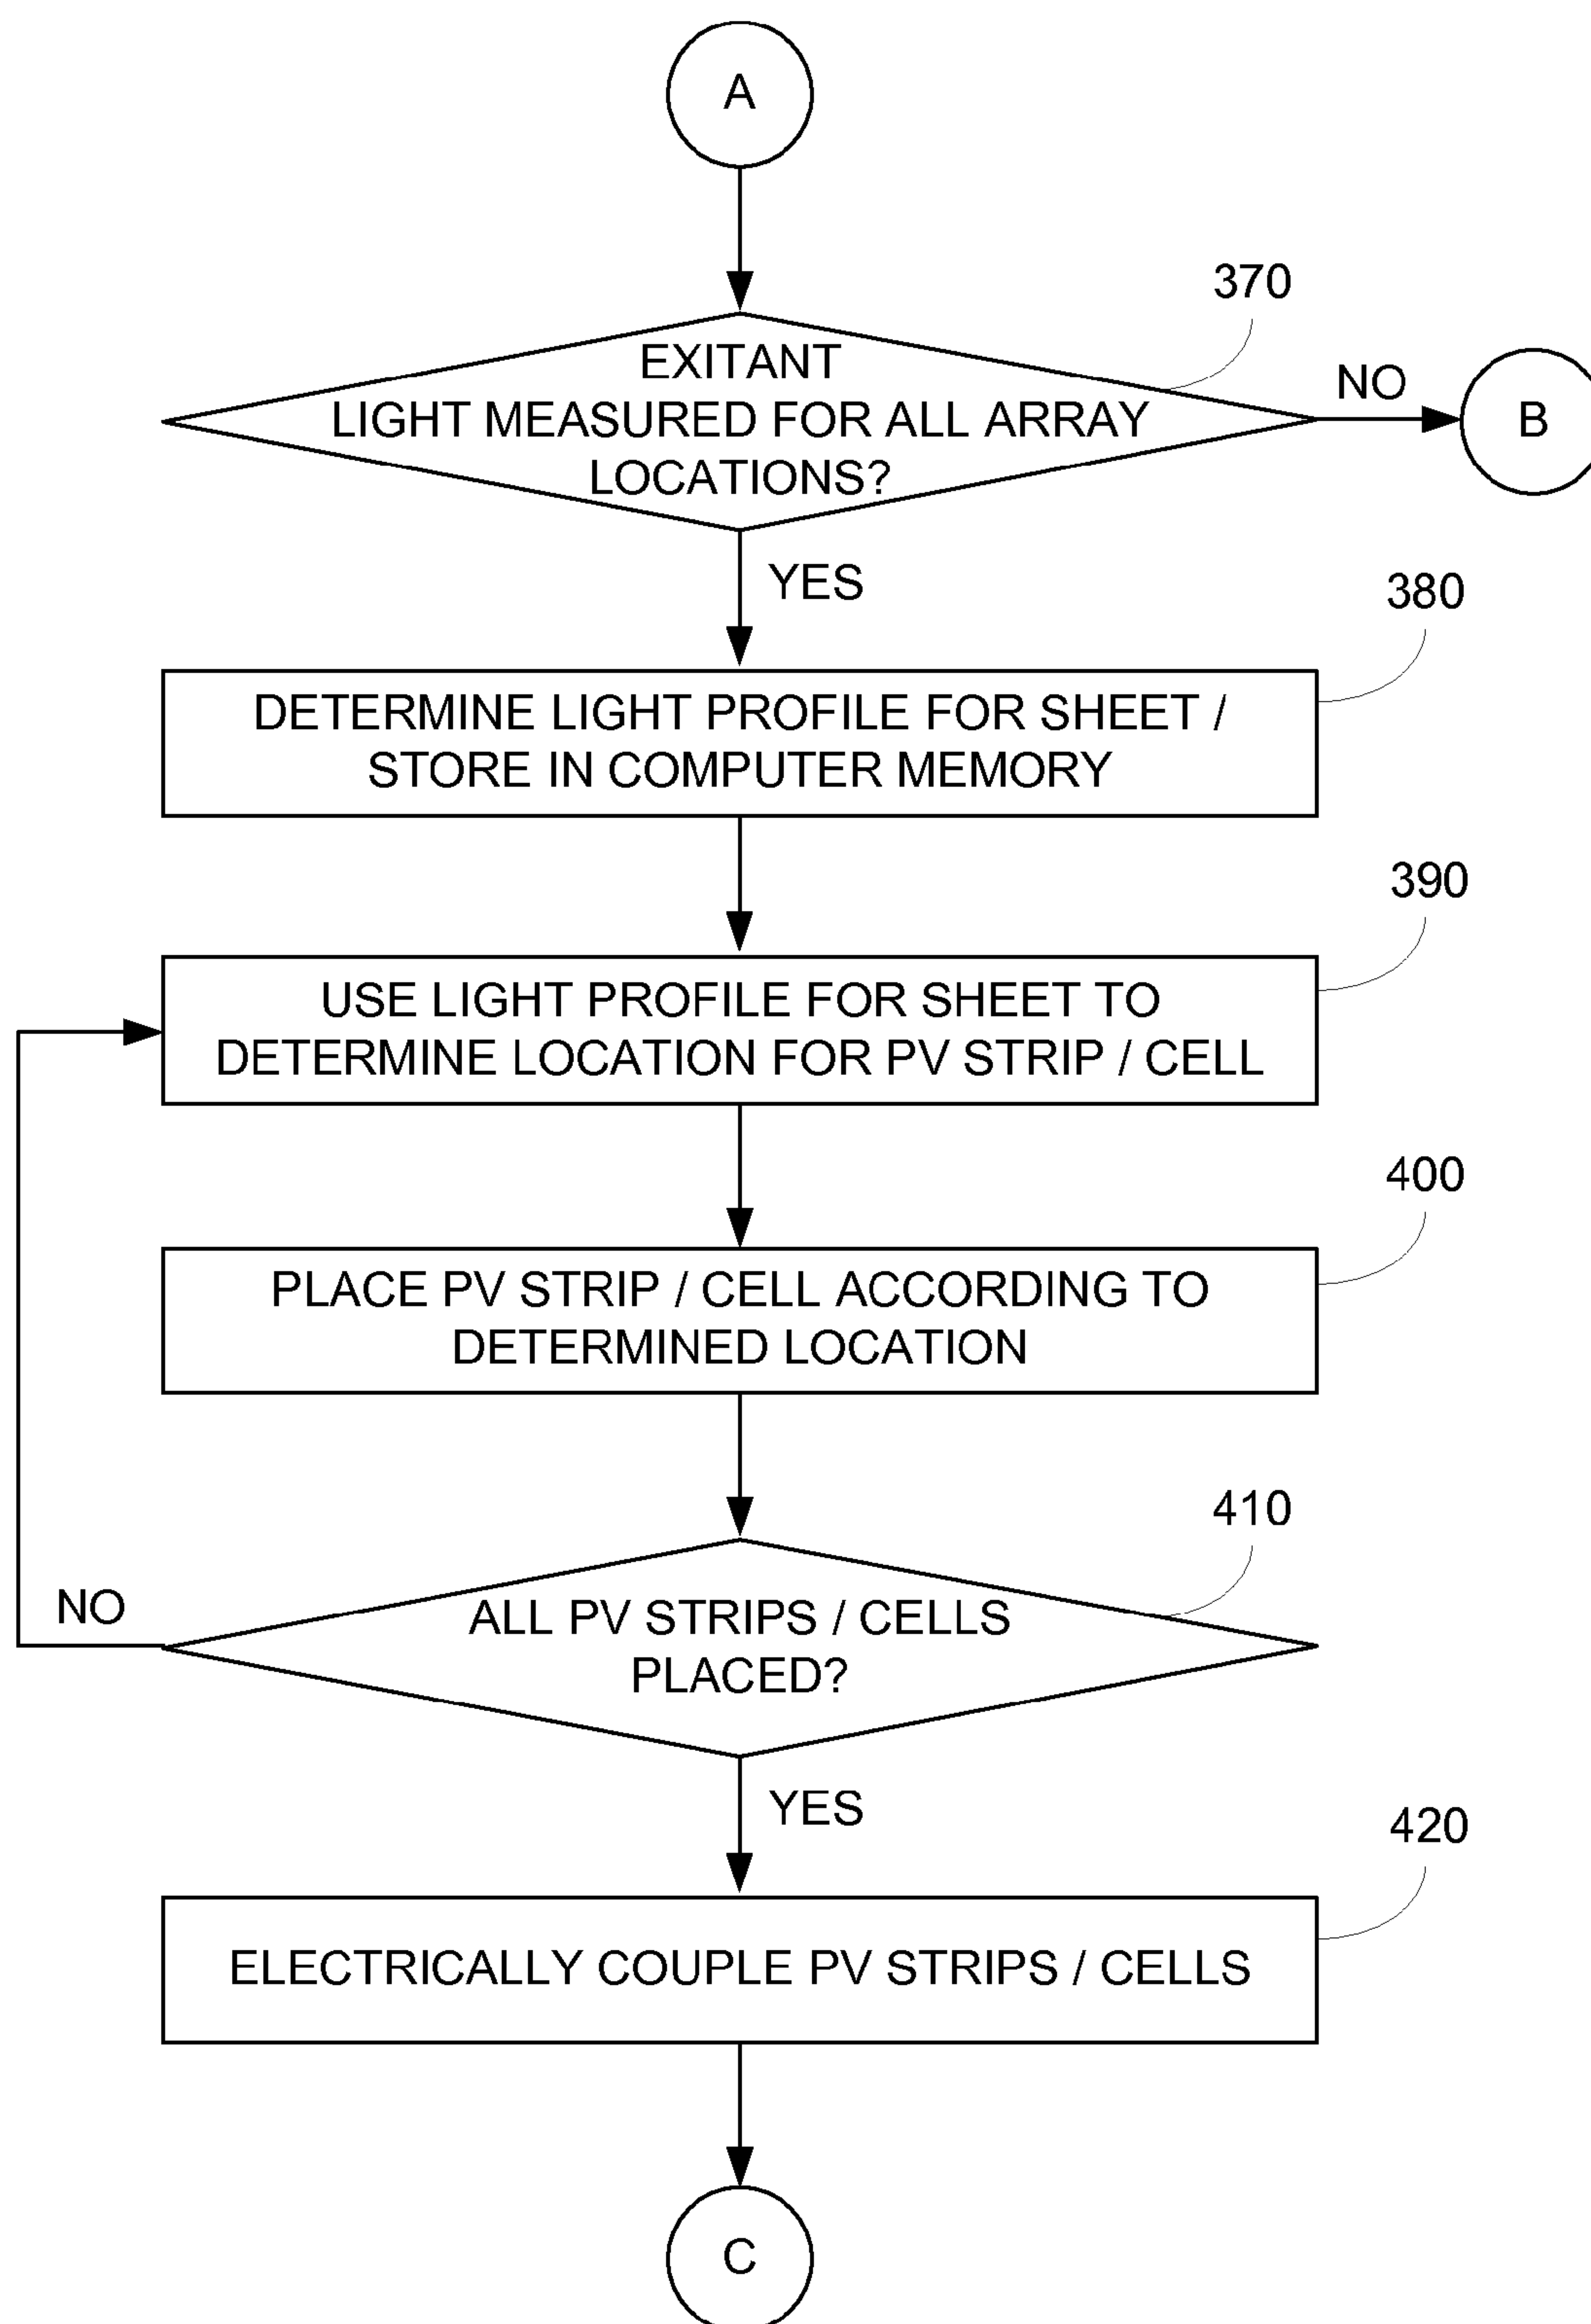 A
370
EXITANT
LIGHT MEASURED FOR ALL ARRAY
LOCATIONS?
NO
B
YES
380
DETERMINE LIGHT PROFILE FOR SHEET /
STORE IN COMPUTER MEMORY
390
USE LIGHT PROFILE FOR SHEET TO
DETERMINE LOCATION FOR PV STRIP / CELL
400
PLACE PV STRIP / CELL ACCORDING TO
DETERMINED LOCATION
410
NO
ALL PV STRIPS / CELLS
PLACED?
YES
420
ELECTRICALLY COUPLE PV STRIPS / CELLS
C